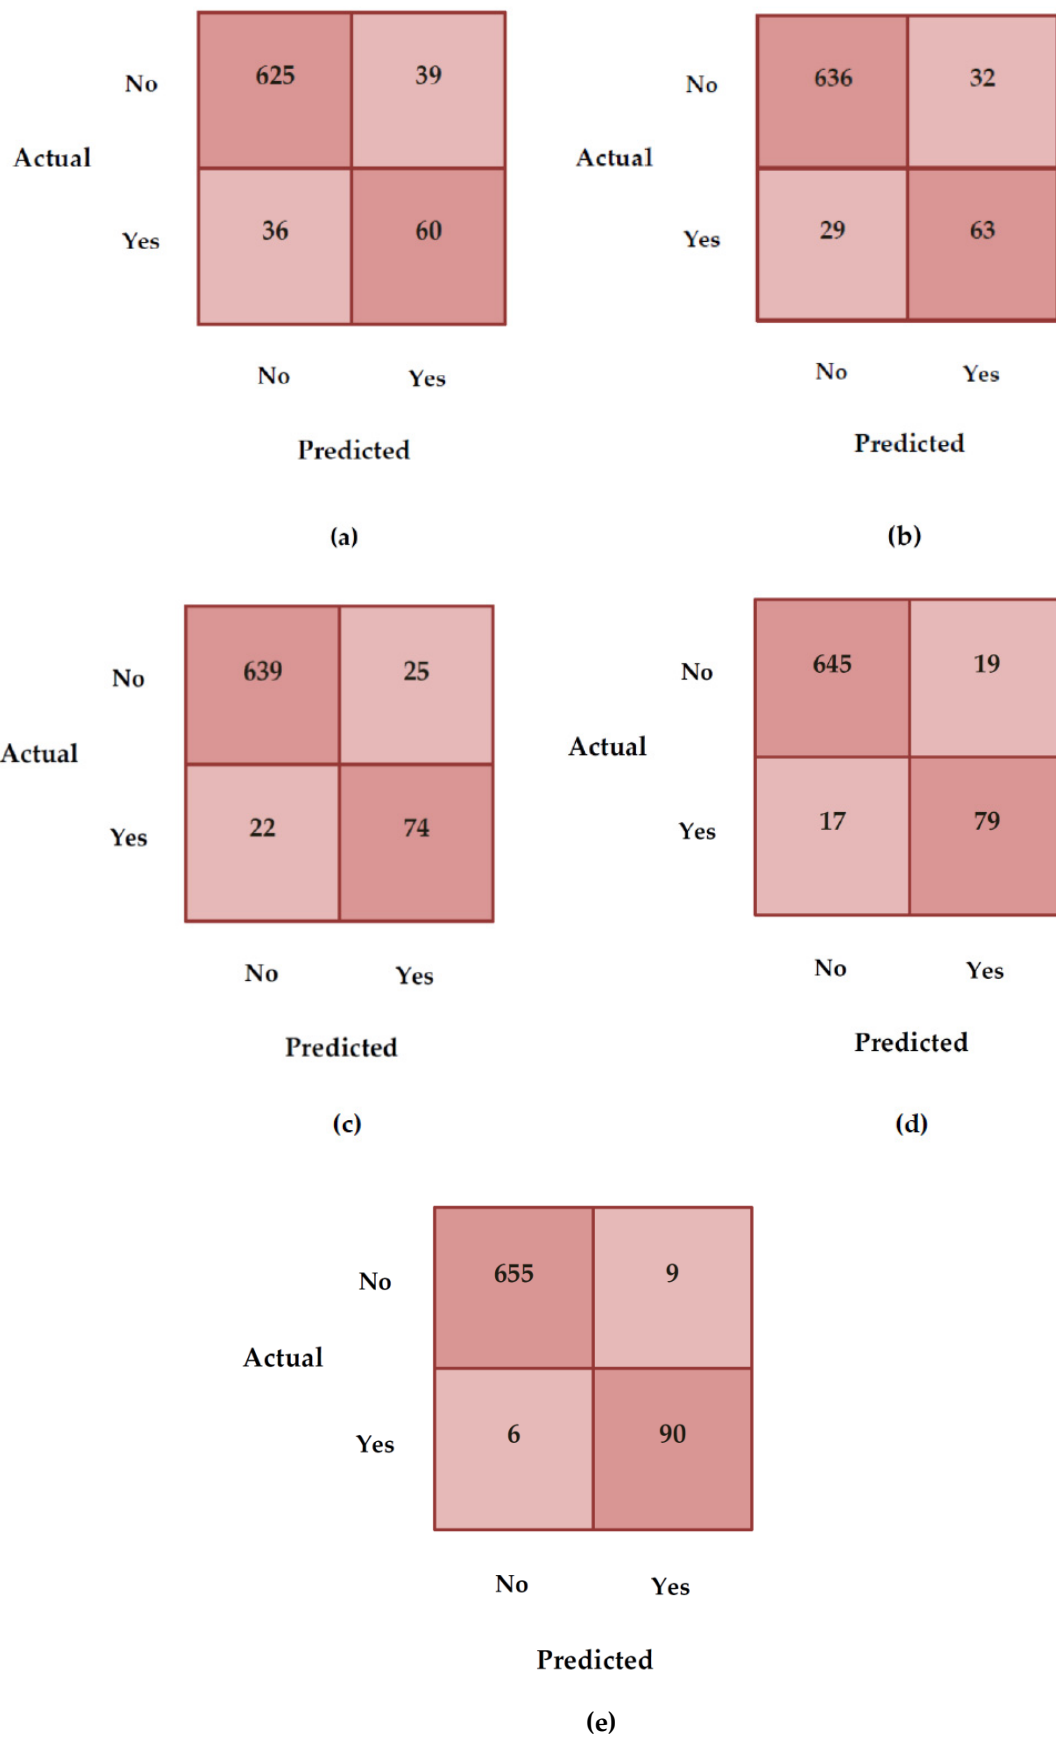 No 625 39
Actual
Yes 36 60
No Yes
Predicted
(a)
No 636 32
Actual
Yes 29 63
No Yes
Predicted
(b)
No 639 25
Actual
Yes 22 74
No Yes
Predicted
(c)
No 645 19
Actual
Yes 17 79
No Yes
Predicted
(d)
No 655 9
Actual
Yes 6 90
No Yes
Predicted
(e)